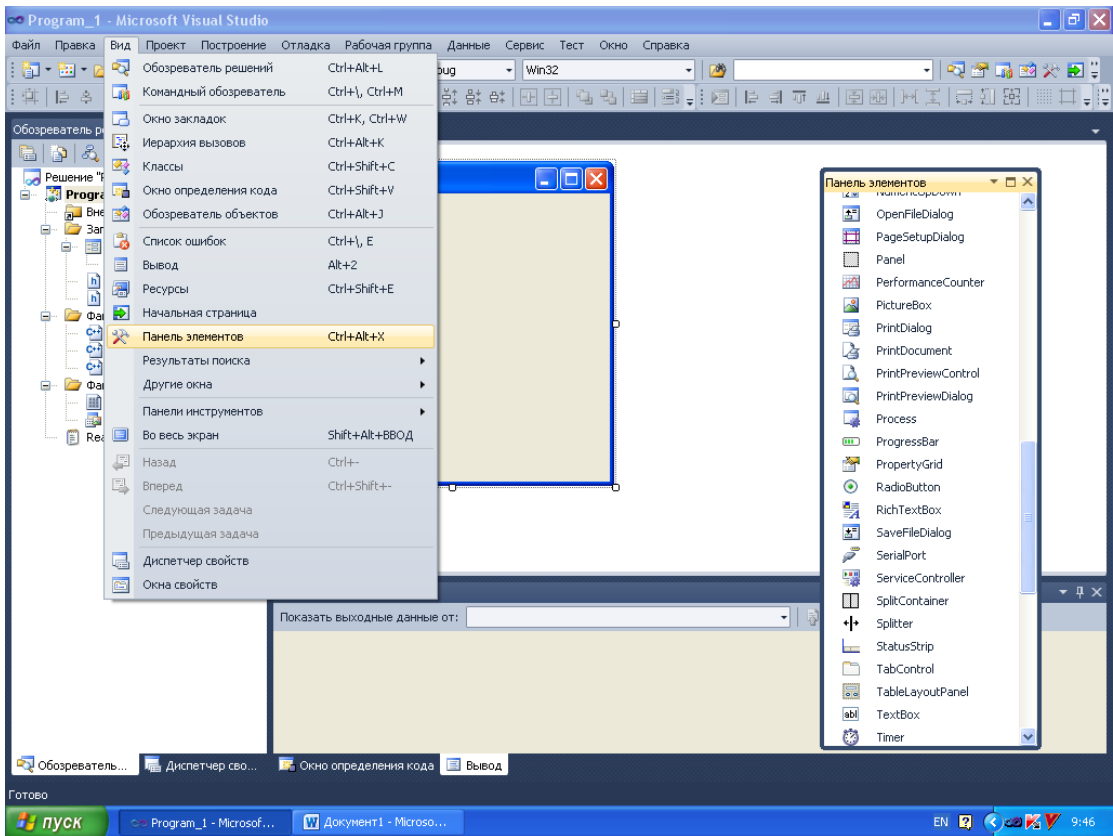 Program_1 - Microsoft Visual Studio
Файл Правка Вид Проект Построение Отладка Рабочая группа Данные Сервис Тест Окно Справка
Win32
Обозреватель решений Ctrl+Alt+L
Командный обозреватель Ctrl+\, Ctrl+M
Окно закладок Ctrl+K, Ctrl+W
Иерархия вызовов Ctrl+Alt+K
Классы Ctrl+Shift+C
Окно определения кода Ctrl+Shift+V
Обозреватель объектов Ctrl+Alt+J
Список ошибок Ctrl+\, E
Вывод Alt+2
Ресурсы Ctrl+Shift+E
Начальная страница
Панель элементов Ctrl+Alt+X
Результаты поиска
Другие окна
Панели инструментов
Во весь экран Shift+Alt+ВВОД
Назад Ctrl+-
Вперед Ctrl+Shift+-
Следующая задача
Предыдущая задача
Диспетчер свойств
Окна свойств
Обозреватель
Решение
Панель элементов
NumericUpDown
OpenFileDialog
PageSetupDialog
Panel
PerformanceCounter
PictureBox
PrintDialog
PrintDocument
PrintPreviewControl
PrintPreviewDialog
Process
ProgressBar
PropertyGrid
RadioButton
RichTextBox
SaveFileDialog
SerialPort
ServiceController
SplitContainer
Splitter
StatusStrip
TabControl
TableLayoutPanel
TextBox
Timer
Показать выходные данные от:
Обозреватель... Диспетчер сво... Окно определения кода Вывод
Готово
пуск Program_1 - Microsof... Документ1 - Microso... EN 9:46